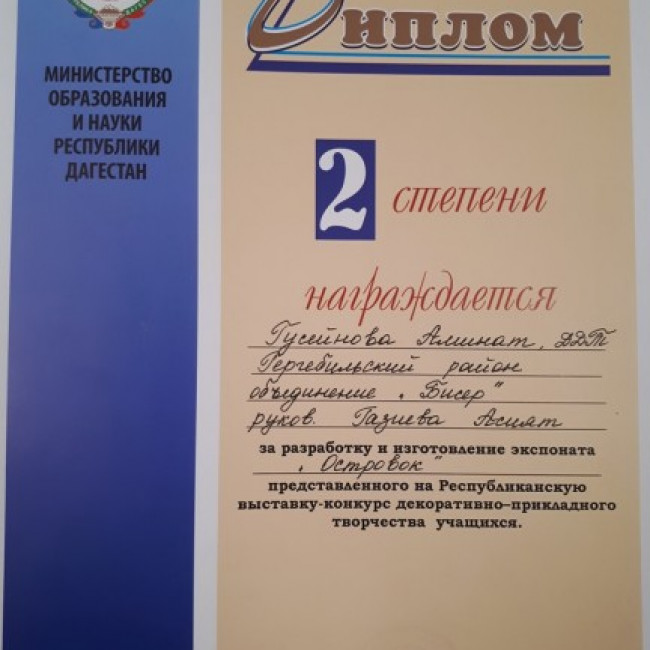 МИНИСТЕРСТВО
ОБРАЗОВАНИЯ
И НАУКИ
РЕСПУБЛИКИ
ДАГЕСТАН
Диплом
2 степени
награждается
Гусейнова Аминат, ДДТ
Гергебильский район
объединение „Бисер"
руков. Газиева Асият
за разработку и изготовление экспоната
„Островок"
представленного на Республиканскую
выставку-конкурс декоративно–прикладного
творчества учащихся.